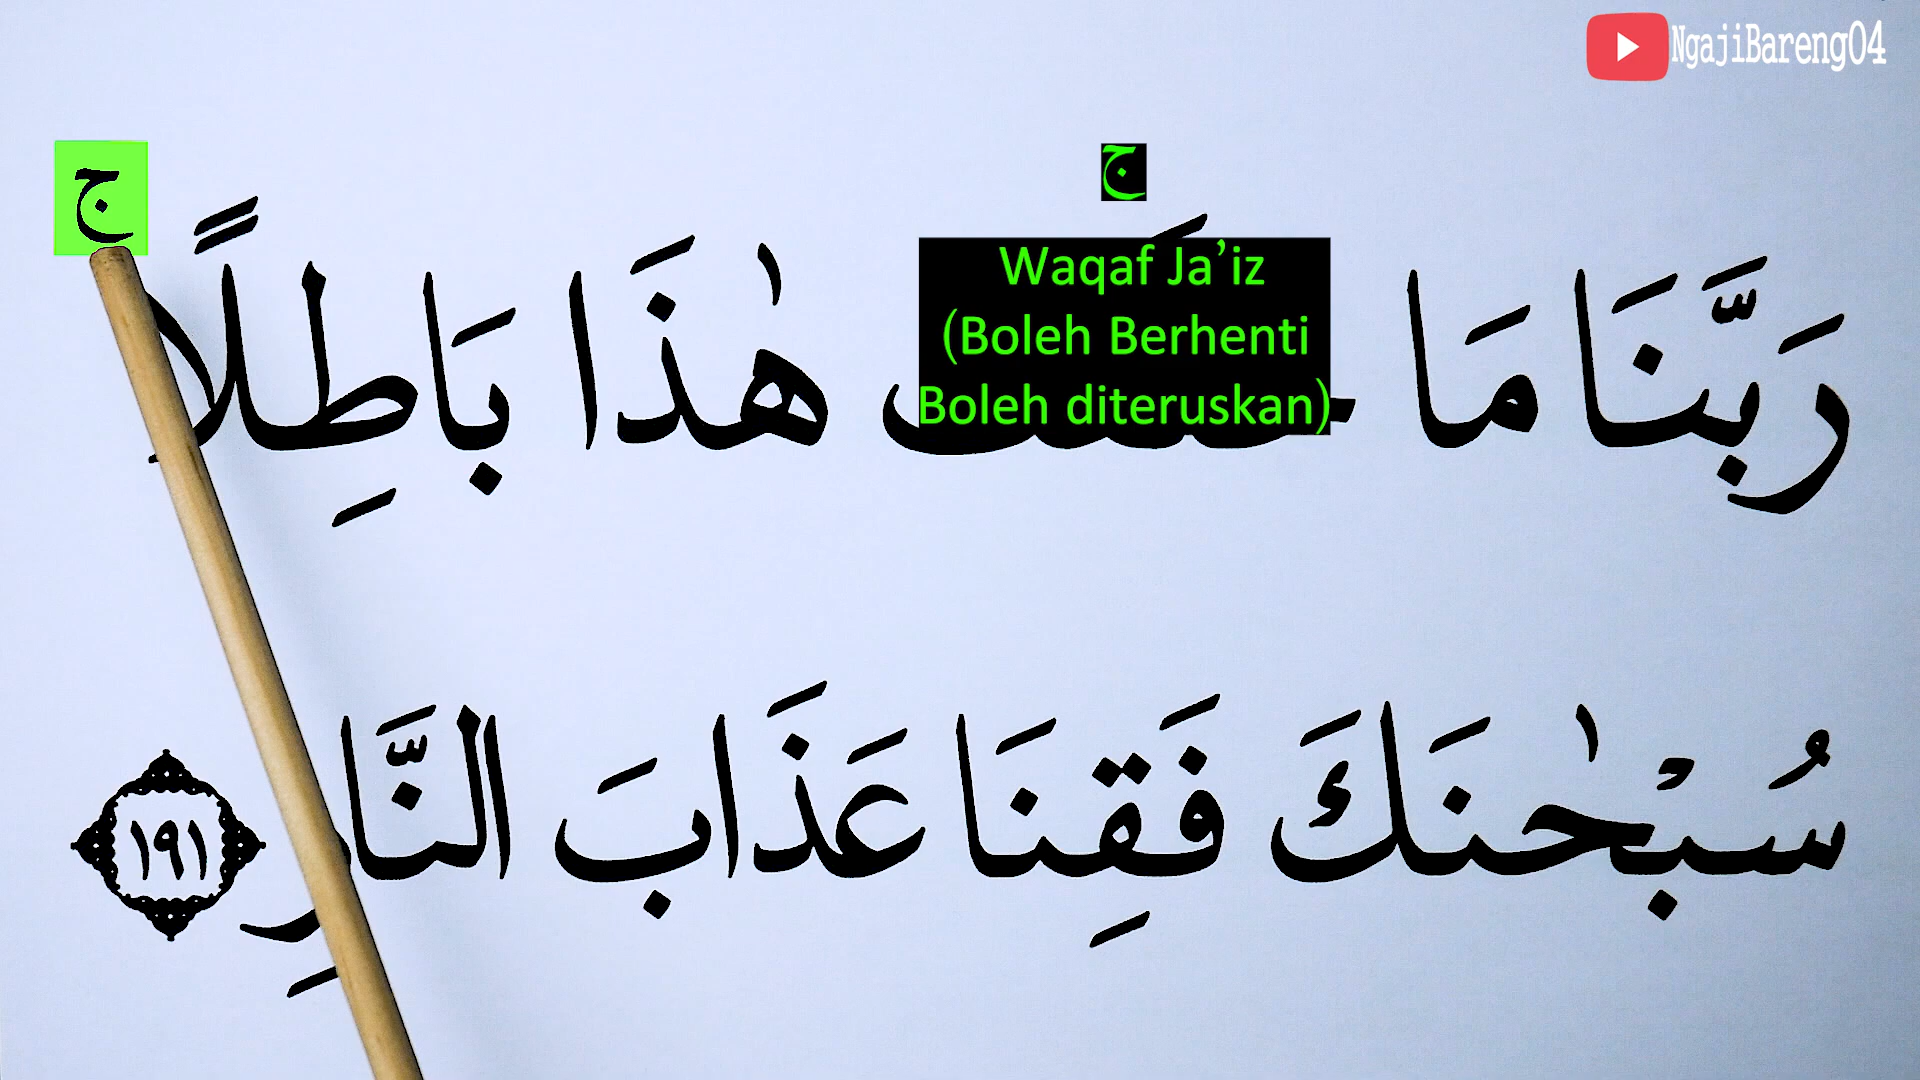 NgajiBareng04
ج
ج
Waqaf Ja’iz
(Boleh Berhenti
Boleh diteruskan)
رَبَّنَا مَا هٰذَا بَاطِلًا
سُبْحٰنَكَ فَقِنَا عَذَابَ النَّارِ ١٩١